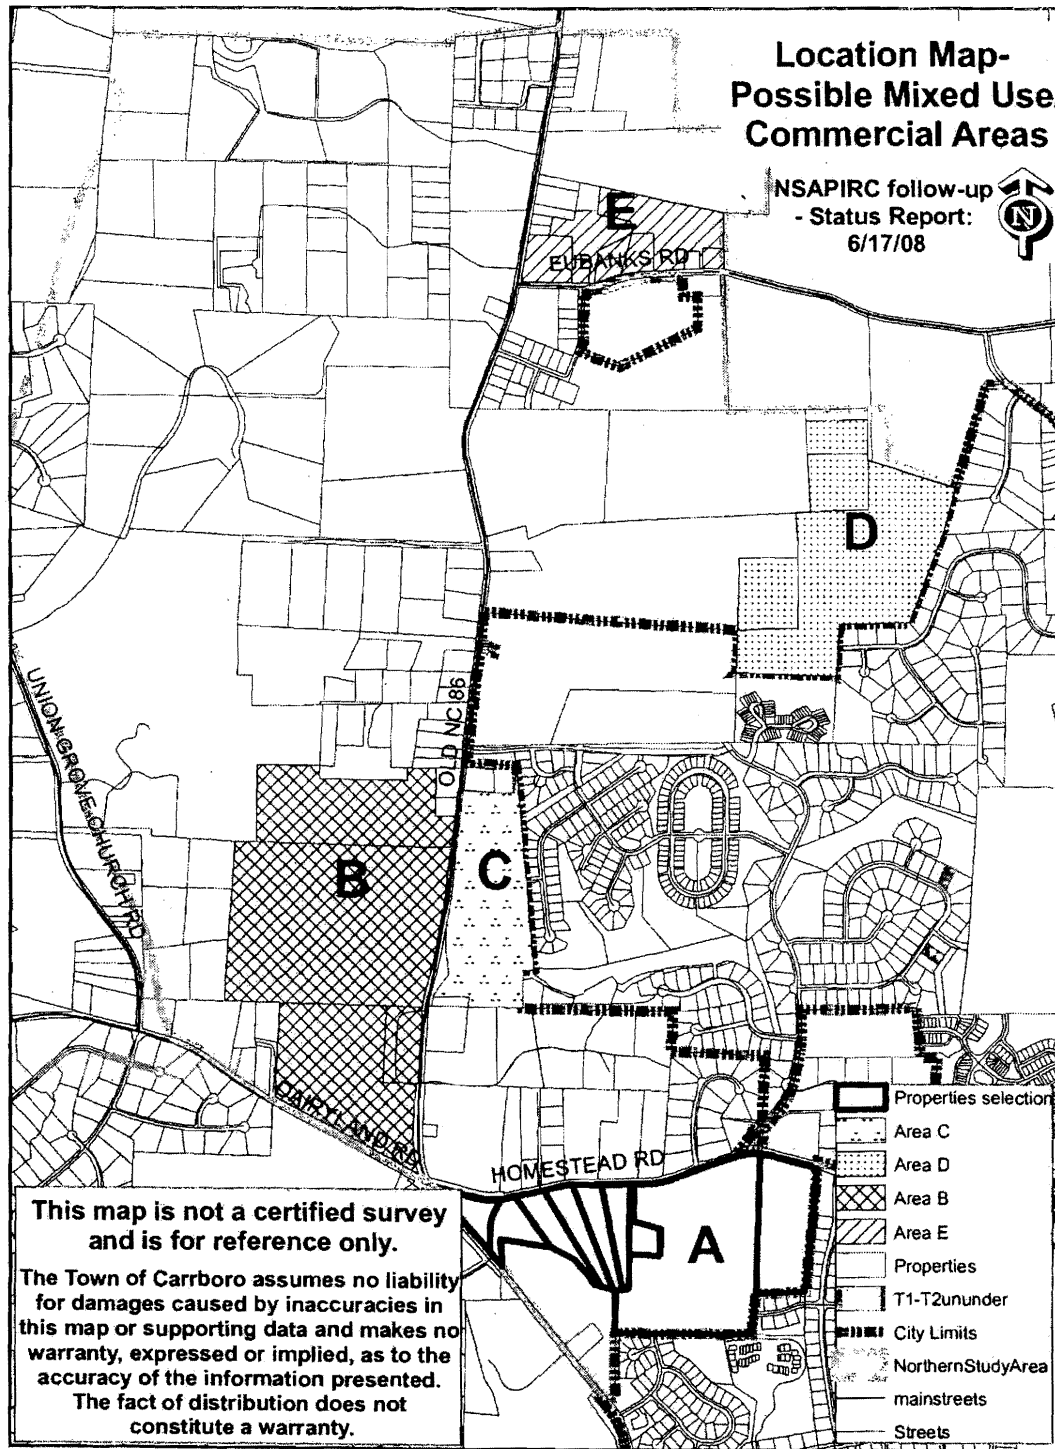 Location Map-
Possible Mixed Use
Commercial Areas
NSAPIRC follow-up
- Status Report:
6/17/08
N
E
EUBANKS RD
D
UNION GROVE CHURCH RD
OLD NC 86
B
C
DAIRYLAND RD
HOMESTEAD RD
A
Properties selection
Area C
Area D
Area B
Area E
Properties
T1-T2ununder
City Limits
NorthernStudyArea
mainstreets
Streets
This map is not a certified survey
and is for reference only.
The Town of Carrboro assumes no liability
for damages caused by inaccuracies in
this map or supporting data and makes no
warranty, expressed or implied, as to the
accuracy of the information presented.
The fact of distribution does not
constitute a warranty.